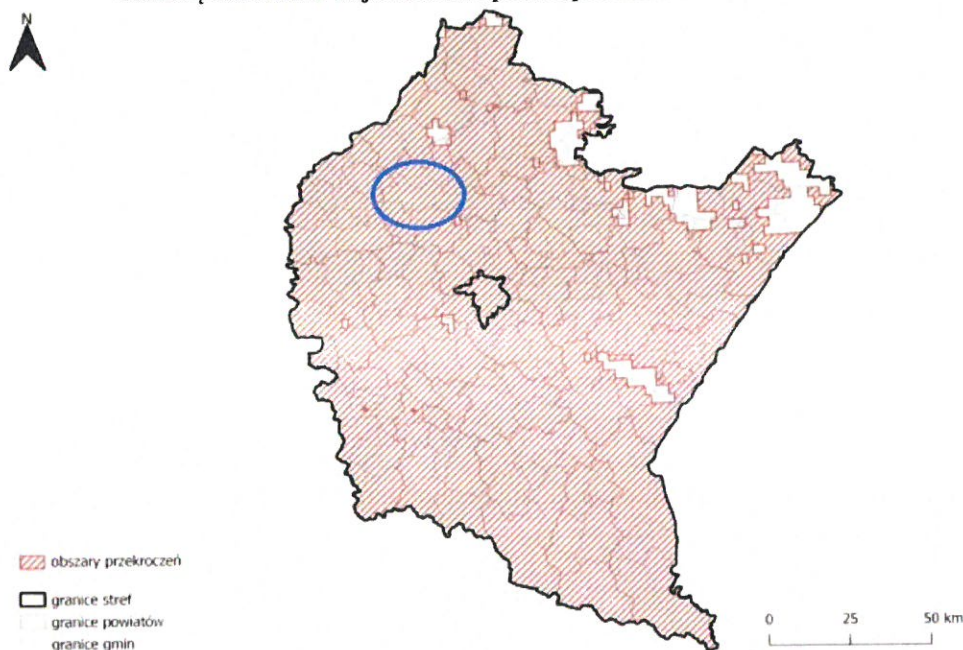 N
obszary przekroczeń
granice stref
granice powiatów
granice gmin
0 25 50 km